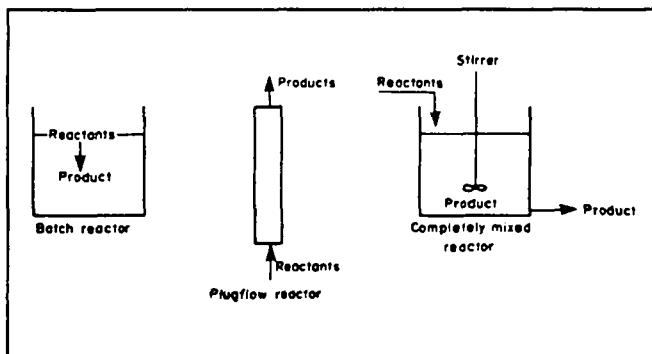 Reactants
Product
Batch reactor
Products
Reactants
Plugflow reactor
Stirrer
Reactants
Product
Product
Completely mixed
reactor